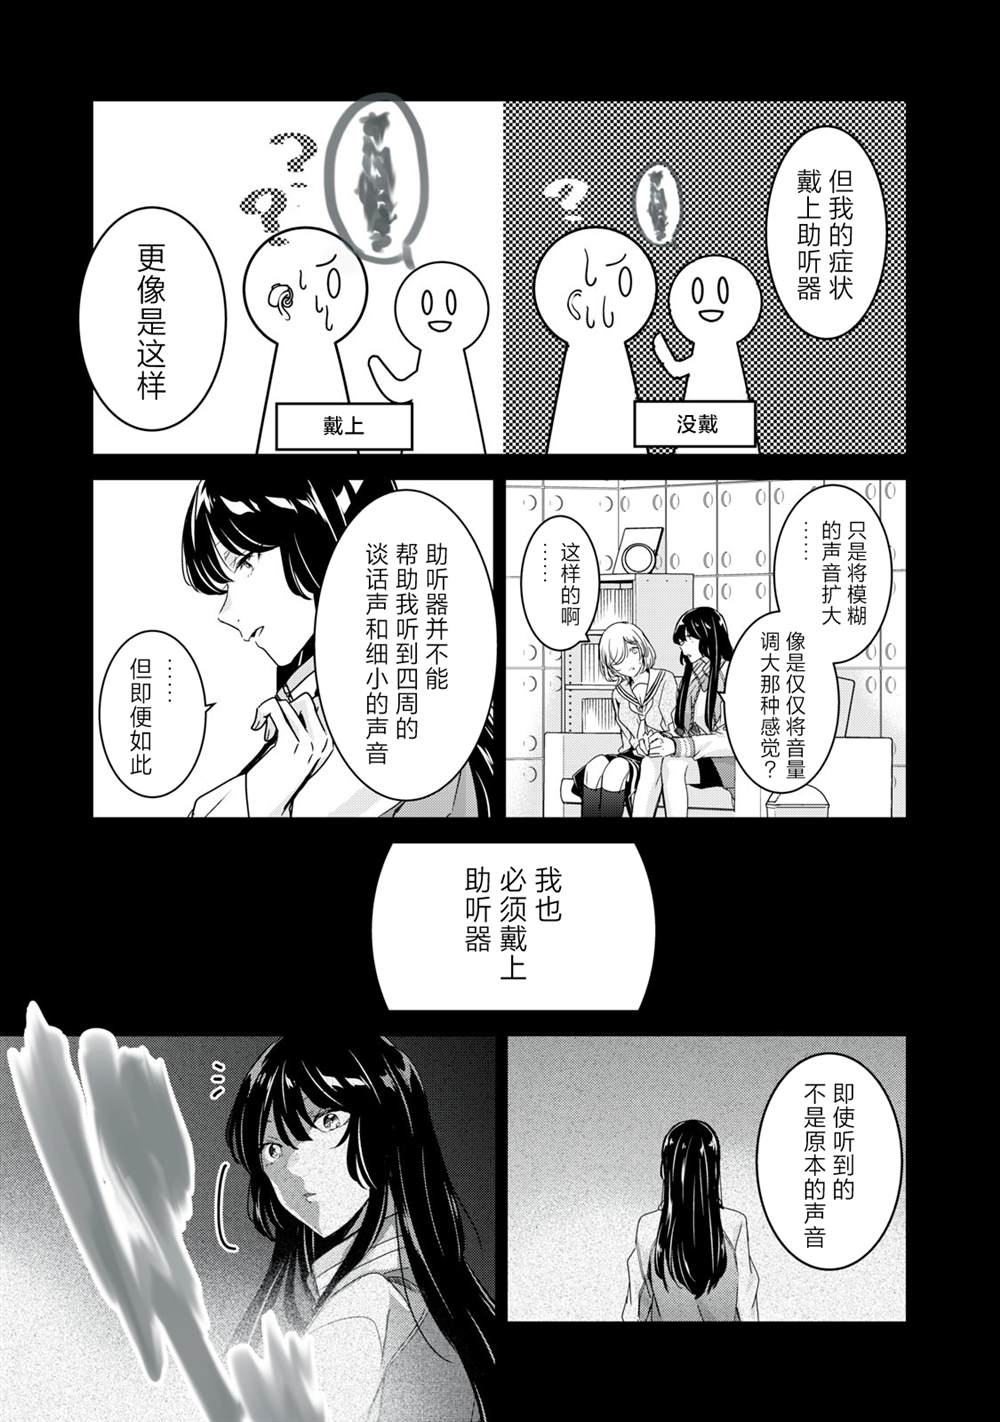 但我的症状
戴上助听器
没戴
更像是这样
戴上
只是将模糊
的声音扩大
……
像是仅仅将音量
调大那种感觉?
这样的啊
……
助听器并不能
帮助我听到四周的
谈话声和细小的声音
……
但即便如此
我也
必须戴上
助听器
即使听到的
不是原本的声音